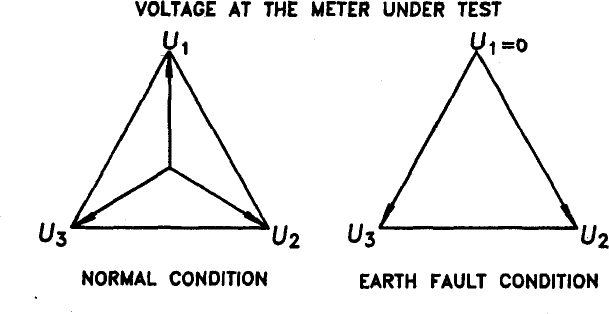 VOLTAGE AT THE METER UNDER TEST
U1 U1=0
U3 U2 U3 U2
NORMAL CONDITION EARTH FAULT CONDITION